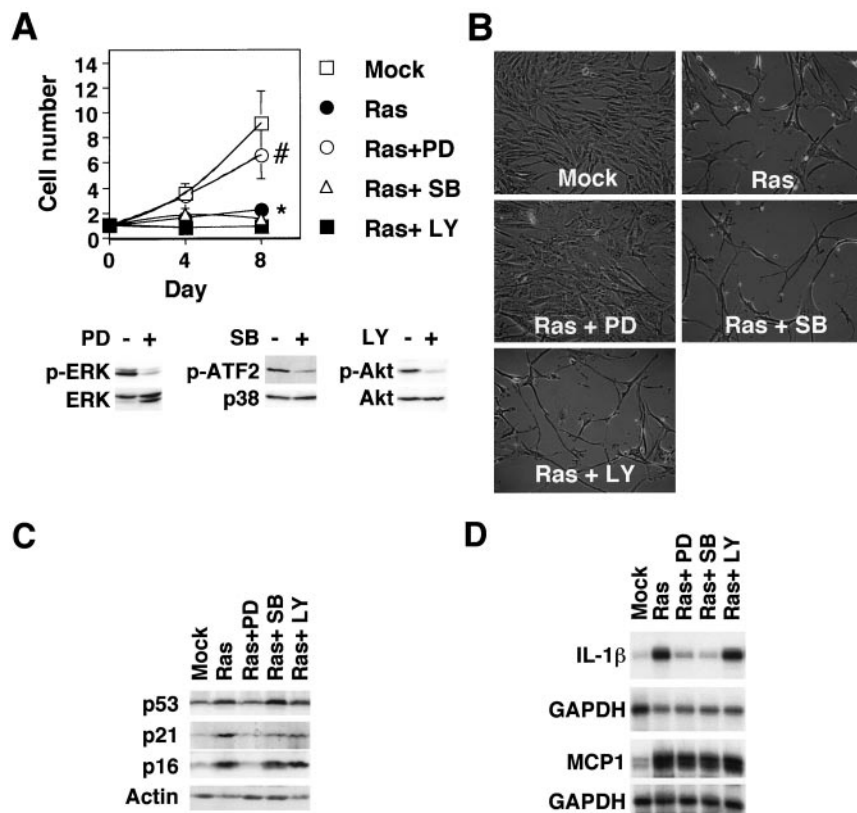 A
Cell number
14
12
10
8
6
4
2
0
0 4 8
Day
#
*
Mock
Ras
Ras+PD
Ras+ SB
Ras+ LY
PD - +
p-ERK
ERK
SB - +
p-ATF2
p38
LY - +
p-Akt
Akt
B
Mock
Ras
Ras + PD
Ras + SB
Ras + LY
C
Mock
Ras
Ras+PD
Ras+ SB
Ras+ LY
p53
p21
p16
Actin
D
Mock
Ras
Ras+ PD
Ras+ SB
Ras+ LY
IL-1β
GAPDH
MCP1
GAPDH